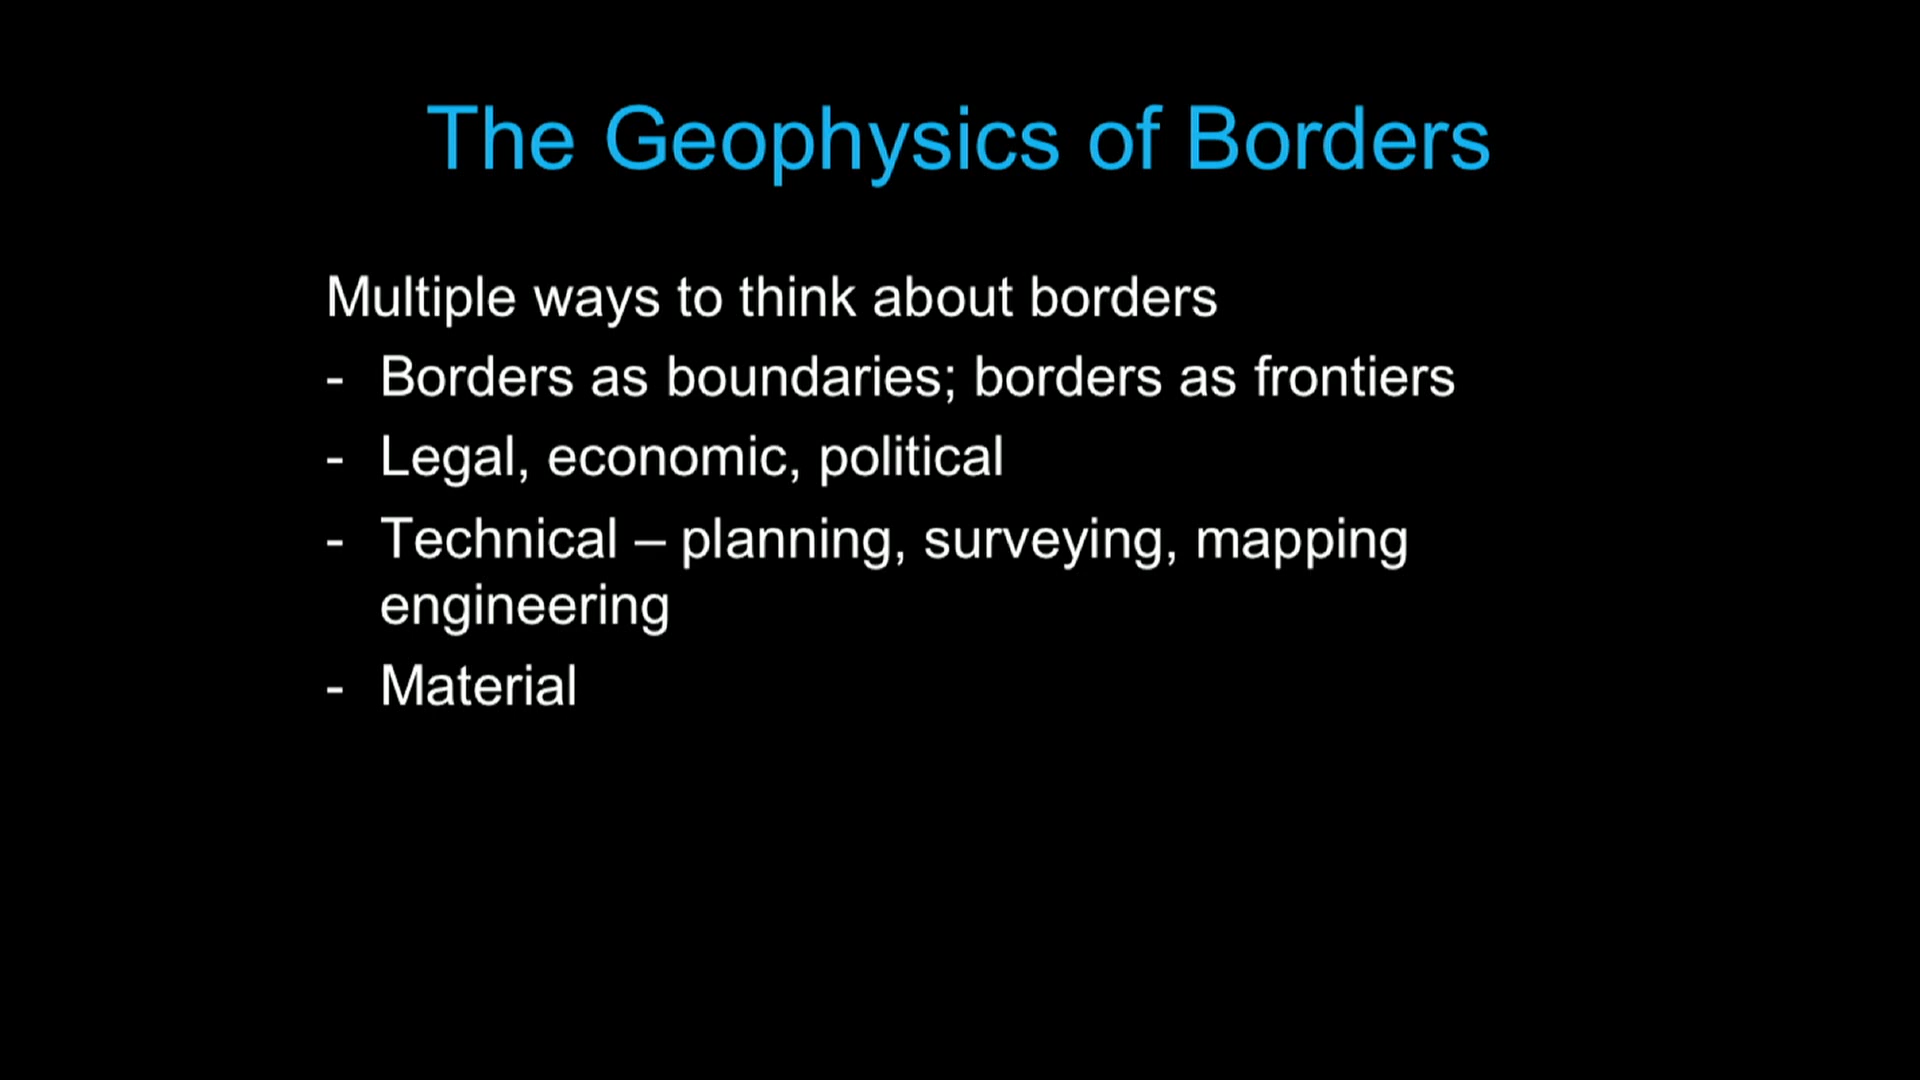 The Geophysics of Borders
Multiple ways to think about borders
- Borders as boundaries; borders as frontiers
- Legal, economic, political
- Technical – planning, surveying, mapping
engineering
- Material